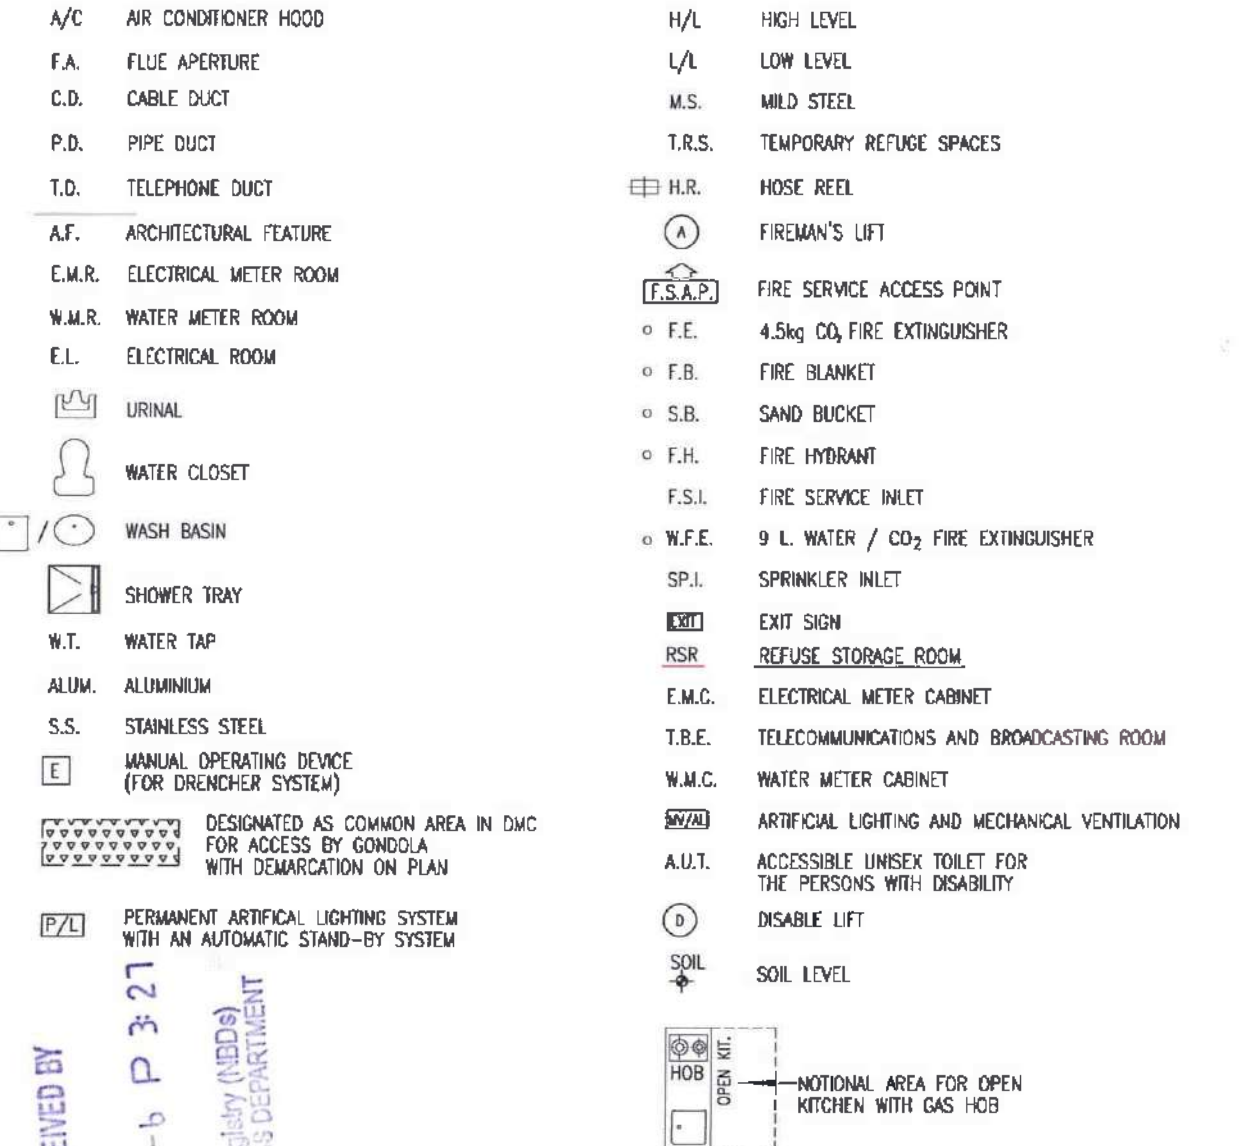 A/C AIR CONDITIONER HOOD
F.A. FLUE APERTURE
C.D. CABLE DUCT
P.D. PIPE DUCT
T.D. TELEPHONE DUCT
A.F. ARCHITECTURAL FEATURE
E.M.R. ELECTRICAL METER ROOM
W.M.R. WATER METER ROOM
E.L. ELECTRICAL ROOM
URINAL
WATER CLOSET
/ WASH BASIN
SHOWER TRAY
W.T. WATER TAP
ALUM. ALUMINIUM
S.S. STAINLESS STEEL
E MANUAL OPERATING DEVICE
(FOR DRENCHER SYSTEM)
DESIGNATED AS COMMON AREA IN DMC
FOR ACCESS BY GONDOLA
WITH DEMARCATION ON PLAN
P/L PERMANENT ARTIFICAL LIGHTING SYSTEM
WITH AN AUTOMATIC STAND-BY SYSTEM
H/L HIGH LEVEL
L/L LOW LEVEL
M.S. MILD STEEL
T.R.S. TEMPORARY REFUGE SPACES
H.R. HOSE REEL
A FIREMAN'S LIFT
F.S.A.P. FIRE SERVICE ACCESS POINT
F.E. 4.5kg CO₂ FIRE EXTINGUISHER
F.B. FIRE BLANKET
S.B. SAND BUCKET
F.H. FIRE HYDRANT
F.S.I. FIRE SERVICE INLET
W.F.E. 9 L. WATER / CO₂ FIRE EXTINGUISHER
SP.I. SPRINKLER INLET
EXIT EXIT SIGN
RSR REFUSE STORAGE ROOM
E.M.C. ELECTRICAL METER CABINET
T.B.E. TELECOMMUNICATIONS AND BROADCASTING ROOM
W.M.C. WATER METER CABINET
MV/AL ARTIFICIAL LIGHTING AND MECHANICAL VENTILATION
A.U.T. ACCESSIBLE UNISEX TOILET FOR
THE PERSONS WITH DISABILITY
D DISABLE LIFT
SOIL SOIL LEVEL
HOB
OPEN KIT.
NOTIONAL AREA FOR OPEN
KITCHEN WITH GAS HOB
EIVED BY
-6 P 3:27
gistry (NBDs)
S DEPARTMENT